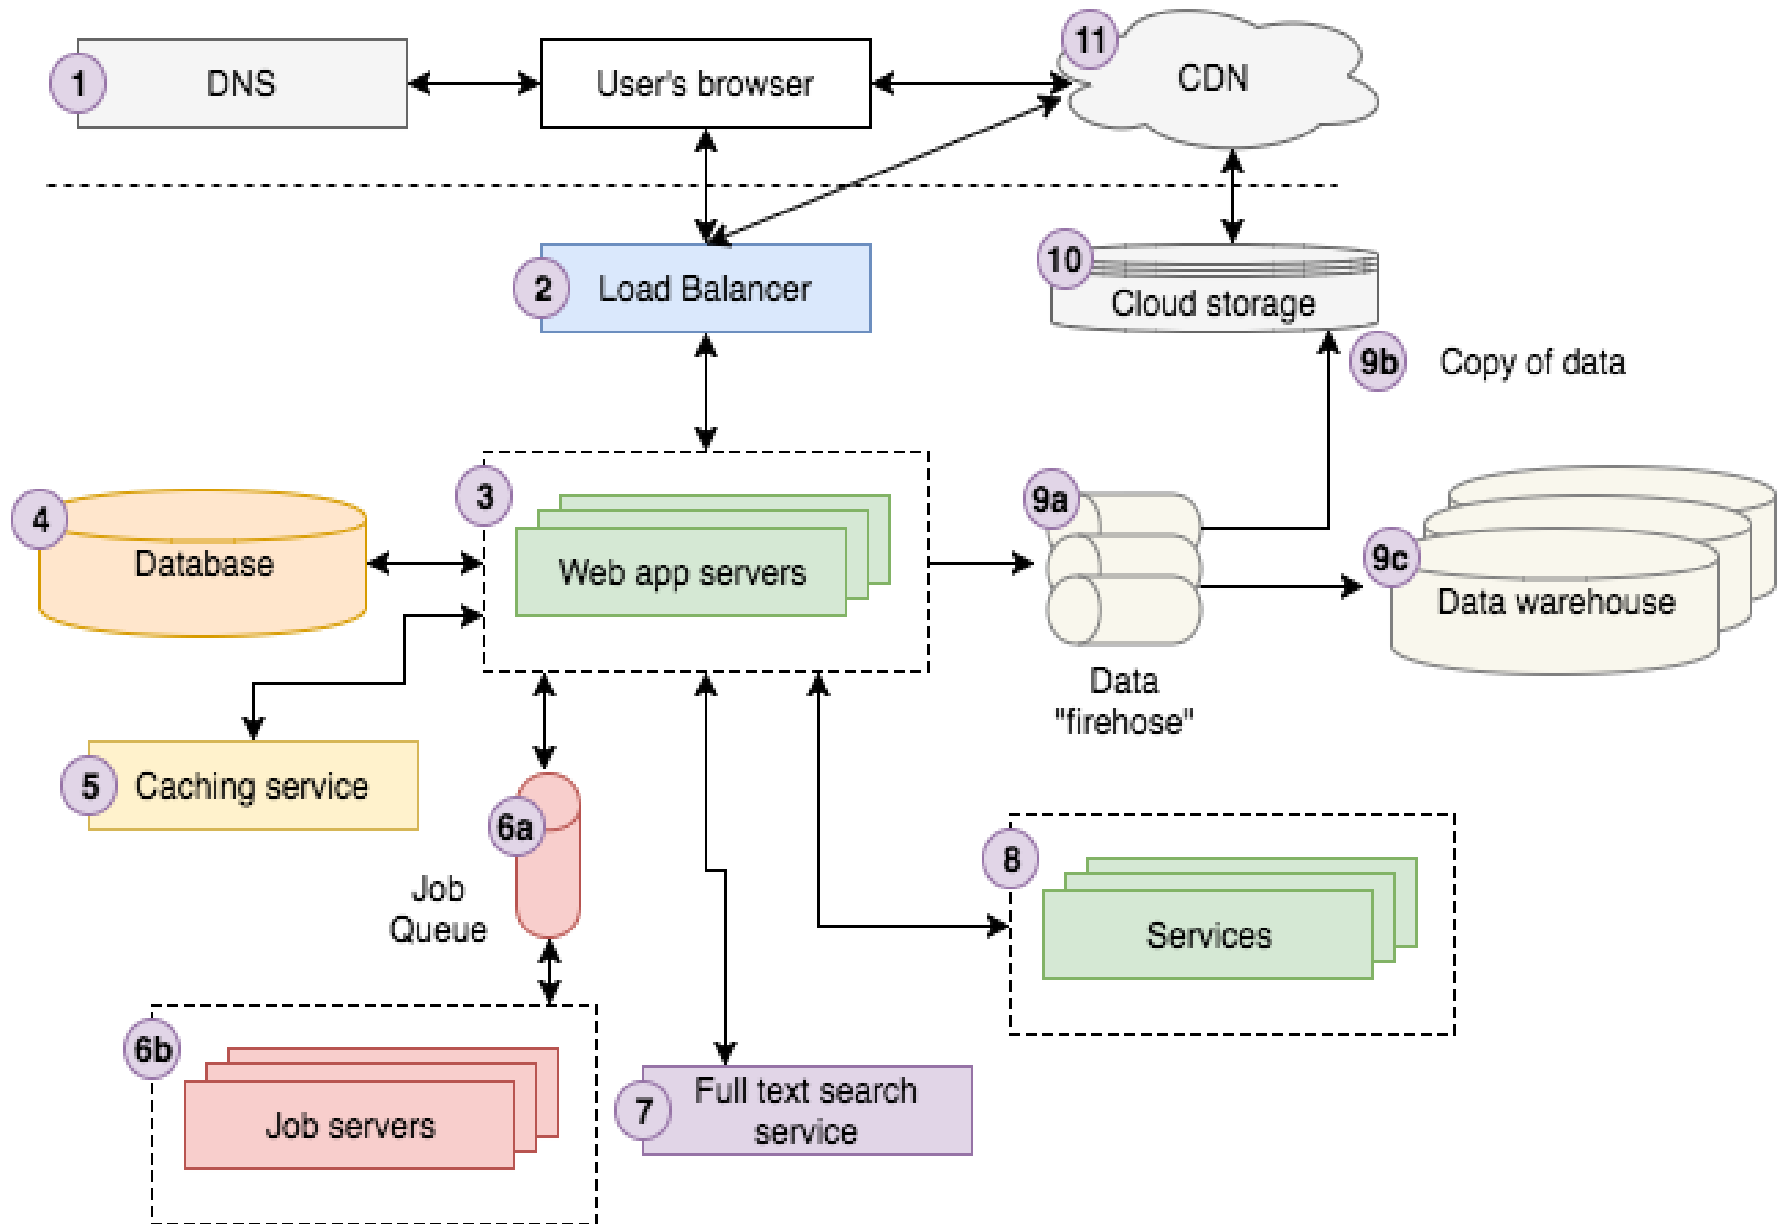 1
DNS
User's browser
11
CDN
2
Load Balancer
10
Cloud storage
9b
Copy of data
3
Web app servers
4
Database
9a
Data
"firehose"
9c
Data warehouse
5
Caching service
6a
Job
Queue
8
Services
6b
Job servers
7
Full text search
service